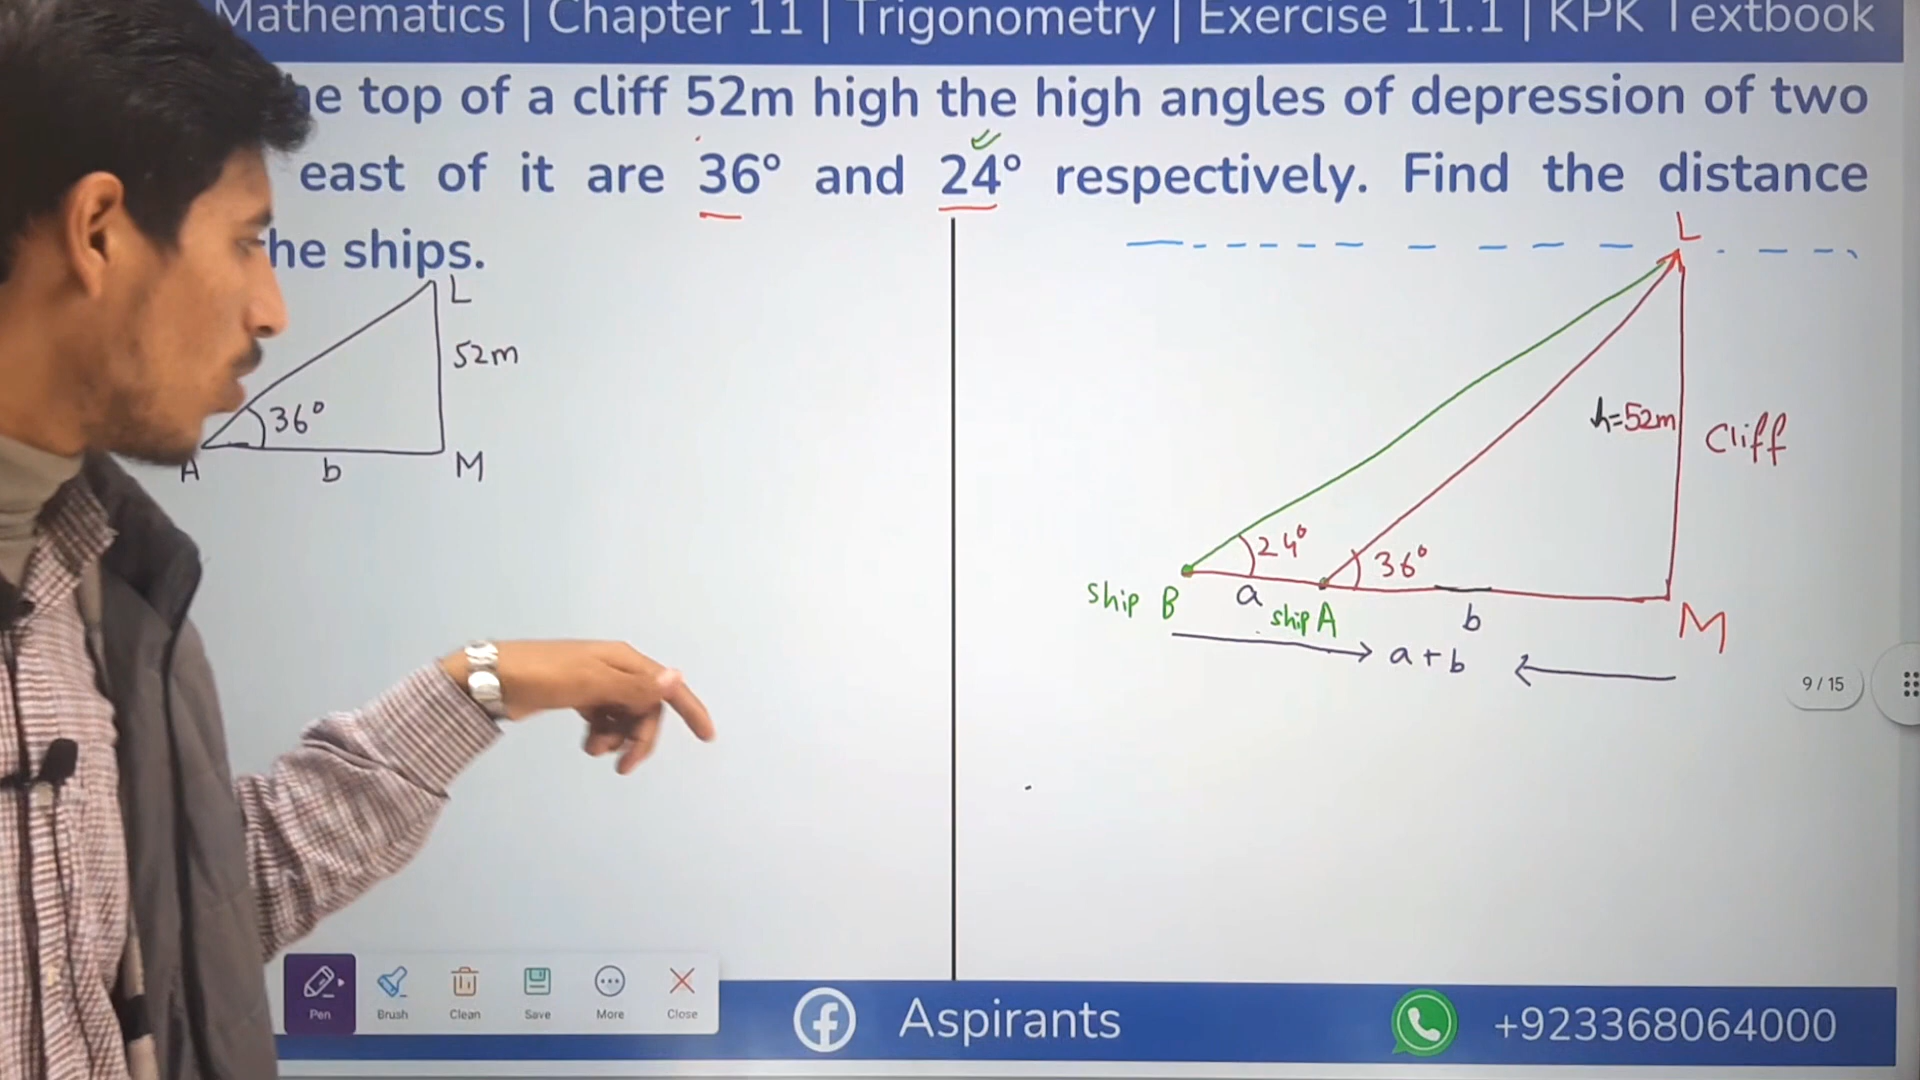 Mathematics | Chapter 11 | Trigonometry | Exercise 11.1 | KPK Textbook
e top of a cliff 52m high the high angles of depression of two
east of it are 36° and 24° respectively. Find the distance
he ships.
L
52m
36°
A
b
M
L
h=52m
Cliff
24°
36°
Ship B
a
ship A
b
M
a+b
9/15
Pen
Brush
Clean
Save
More
Close
Aspirants
+923368064000